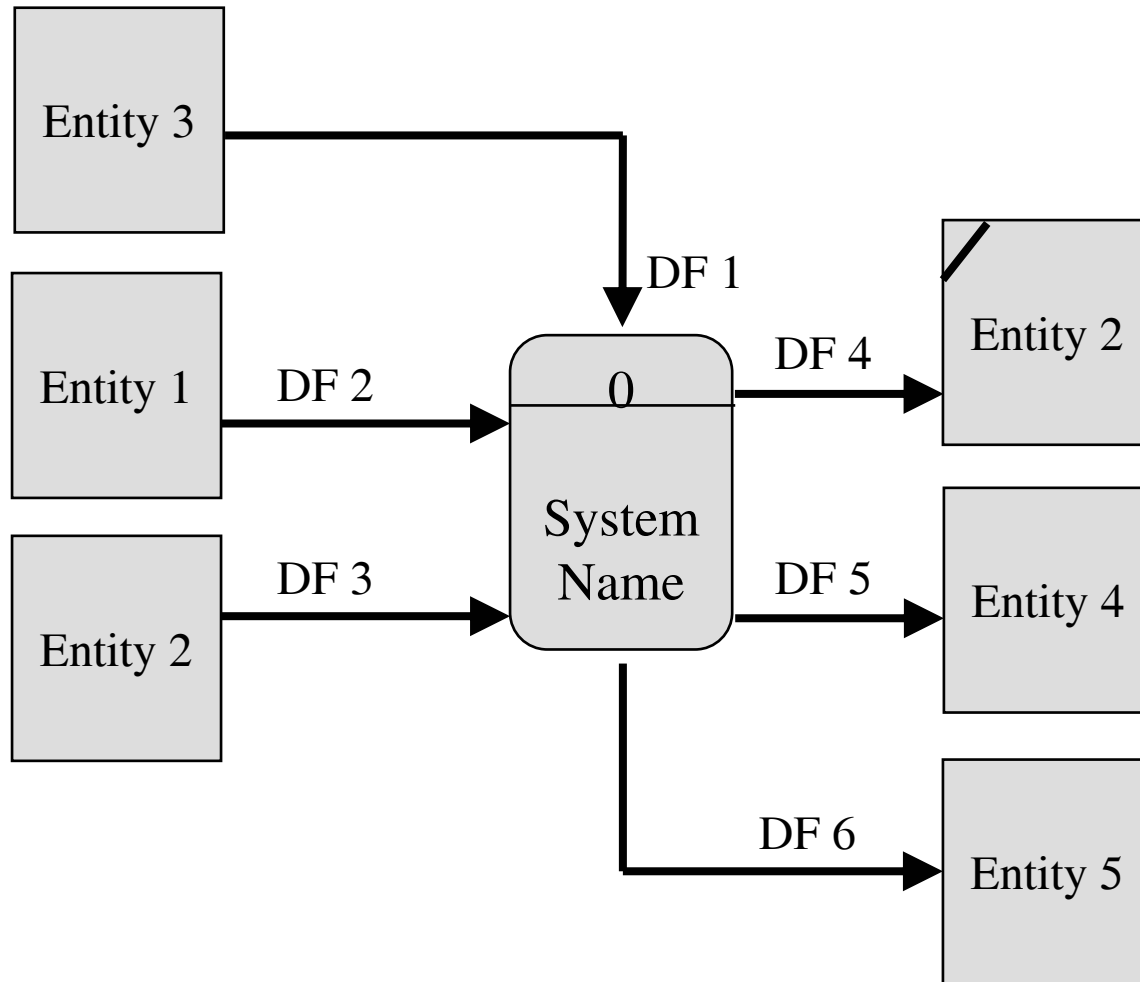 Entity 3
DF 1
Entity 1
DF 2
0
DF 4
Entity 2
System
Name
Entity 2
DF 3
DF 5
Entity 4
DF 6
Entity 5